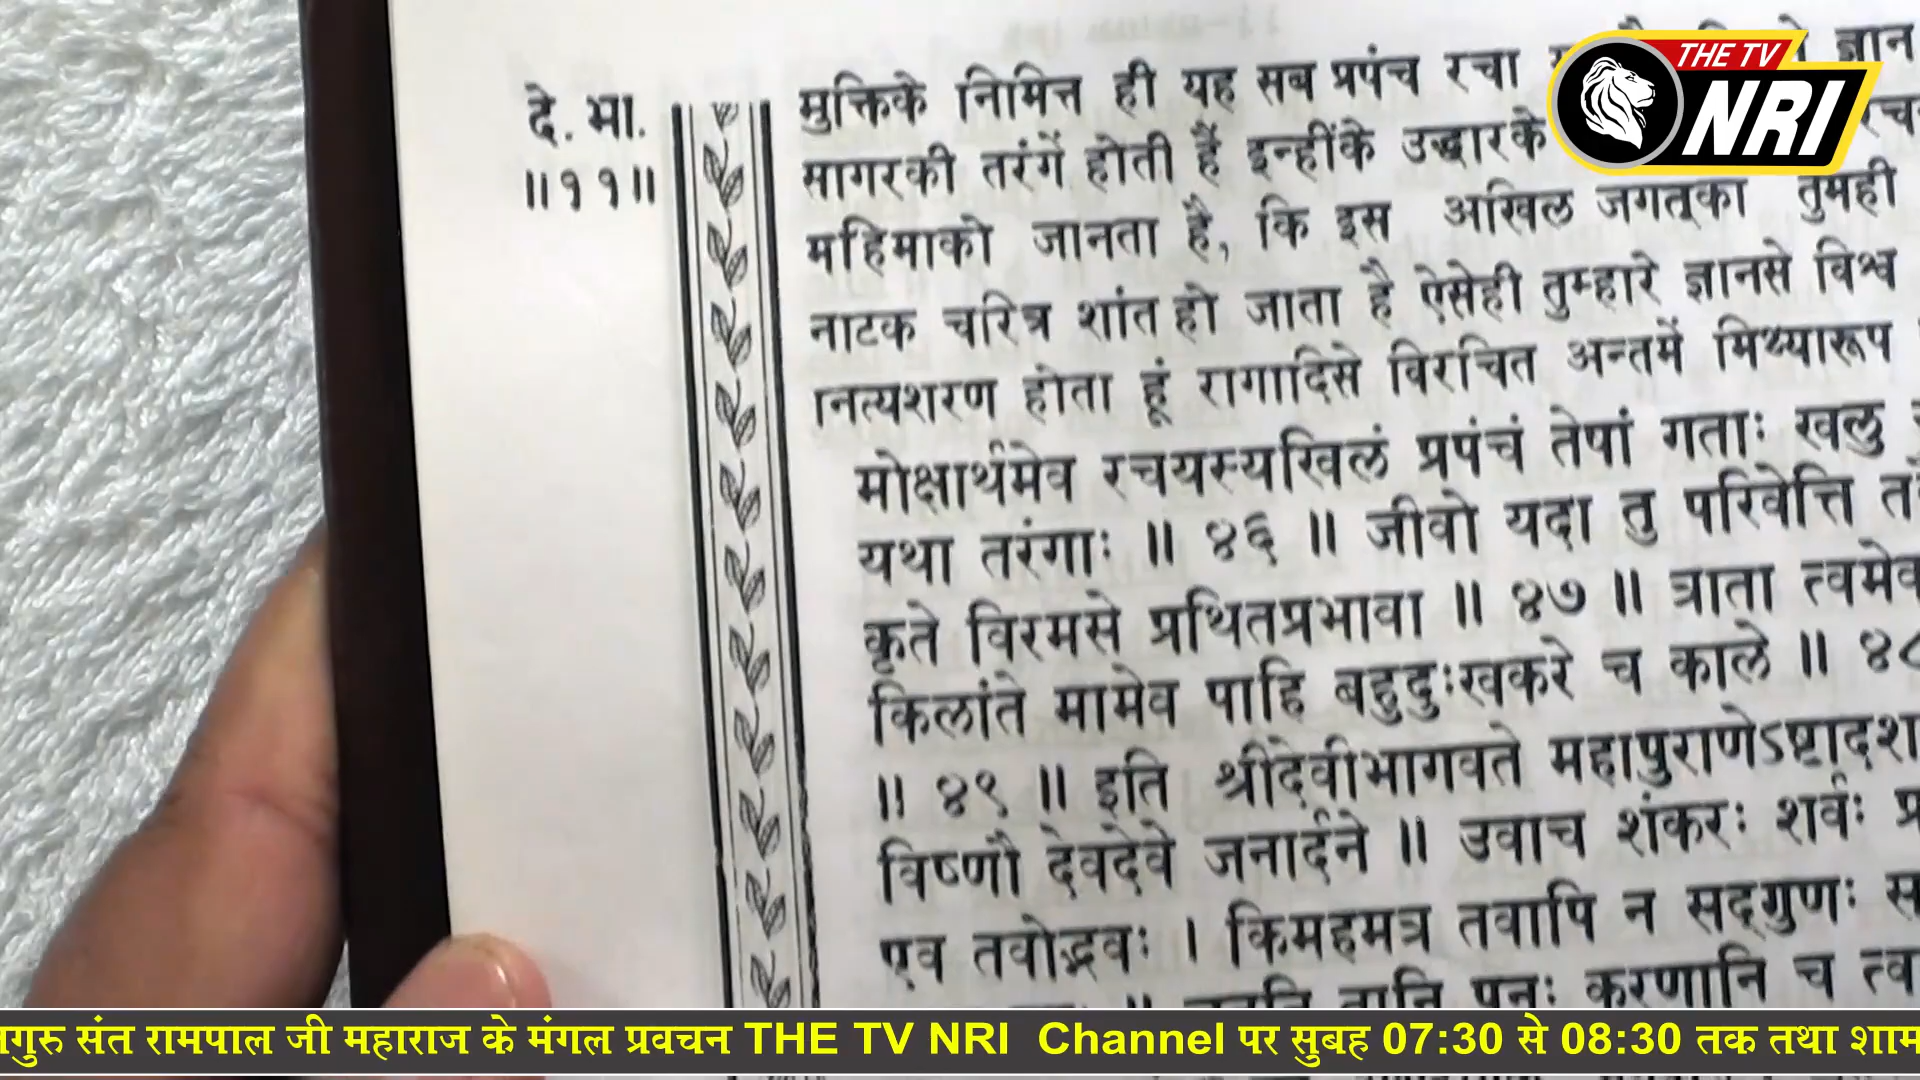 दे. भा.
॥११॥
मुक्तिके निमित्त ही यह सब प्रपंच रचा ज्ञान
सागरकी तरंगें होती हैं इन्हींके उद्धारके
महिमाको जानता है, कि इस अखिल जगत्का तुमही
नाटक चरित्र शांत हो जाता है ऐसेही तुम्हारे ज्ञानसे विश्व
नित्यशरण होता हूं रागादिसे विरचित अन्तमें मिथ्यारूप
मोक्षार्थमेव रचयस्यखिलं प्रपंचं तेषां गताः खलु
यथा तरंगाः ॥ ४६ ॥ जीवो यदा तु परिवेत्ति
कृते विरमसे प्रथितप्रभावा ॥ ४७ ॥ त्राता त्वमेव
किलांते मामेव पाहि बहुदुःखकरे च काले ॥ ४८
॥ ४९ ॥ इति श्रीदेवीभागवते महापुराणेऽष्टादश
विष्णौ देवदेवे जनार्दने ॥ उवाच शंकरः शर्वः प्र
एव तवोद्भवः । किमहमत्र तवापि न सद्गुणः स
पुनः करणानि च त्व
THE TV
NRI
संत रामपाल जी महाराज के मंगल प्रवचन THE TV NRI Channel पर सुबह 07:30 से 08:30 तक तथा शाम